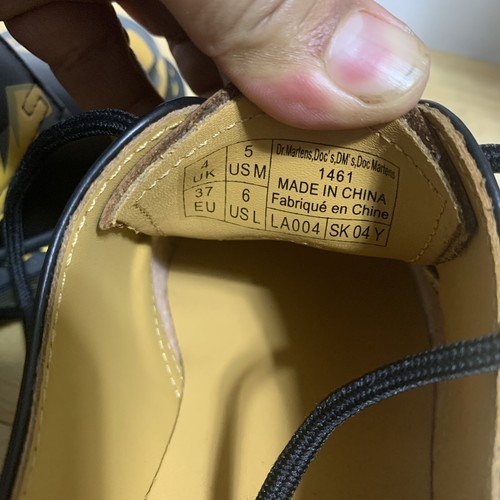 4 UK
5 US M
37 EU
6 US L
Dr.Martens,Doc's,DM's,Doc Martens
1461
MADE IN CHINA
Fabriqué en Chine
LA004
SK 04 Y